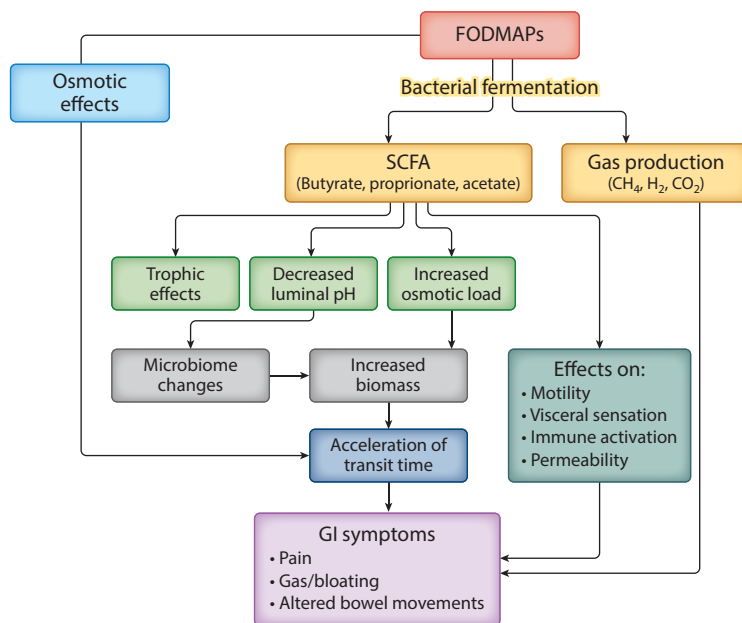 FODMAPs
Osmotic
effects
Bacterial fermentation
SCFA
(Butyrate, proprionate, acetate)
Gas production
(CH₄, H₂, CO₂)
Trophic
effects
Decreased
luminal pH
Increased
osmotic load
Microbiome
changes
Increased
biomass
Effects on:
• Motility
• Visceral sensation
• Immune activation
• Permeability
Acceleration of
transit time
GI symptoms
• Pain
• Gas/bloating
• Altered bowel movements